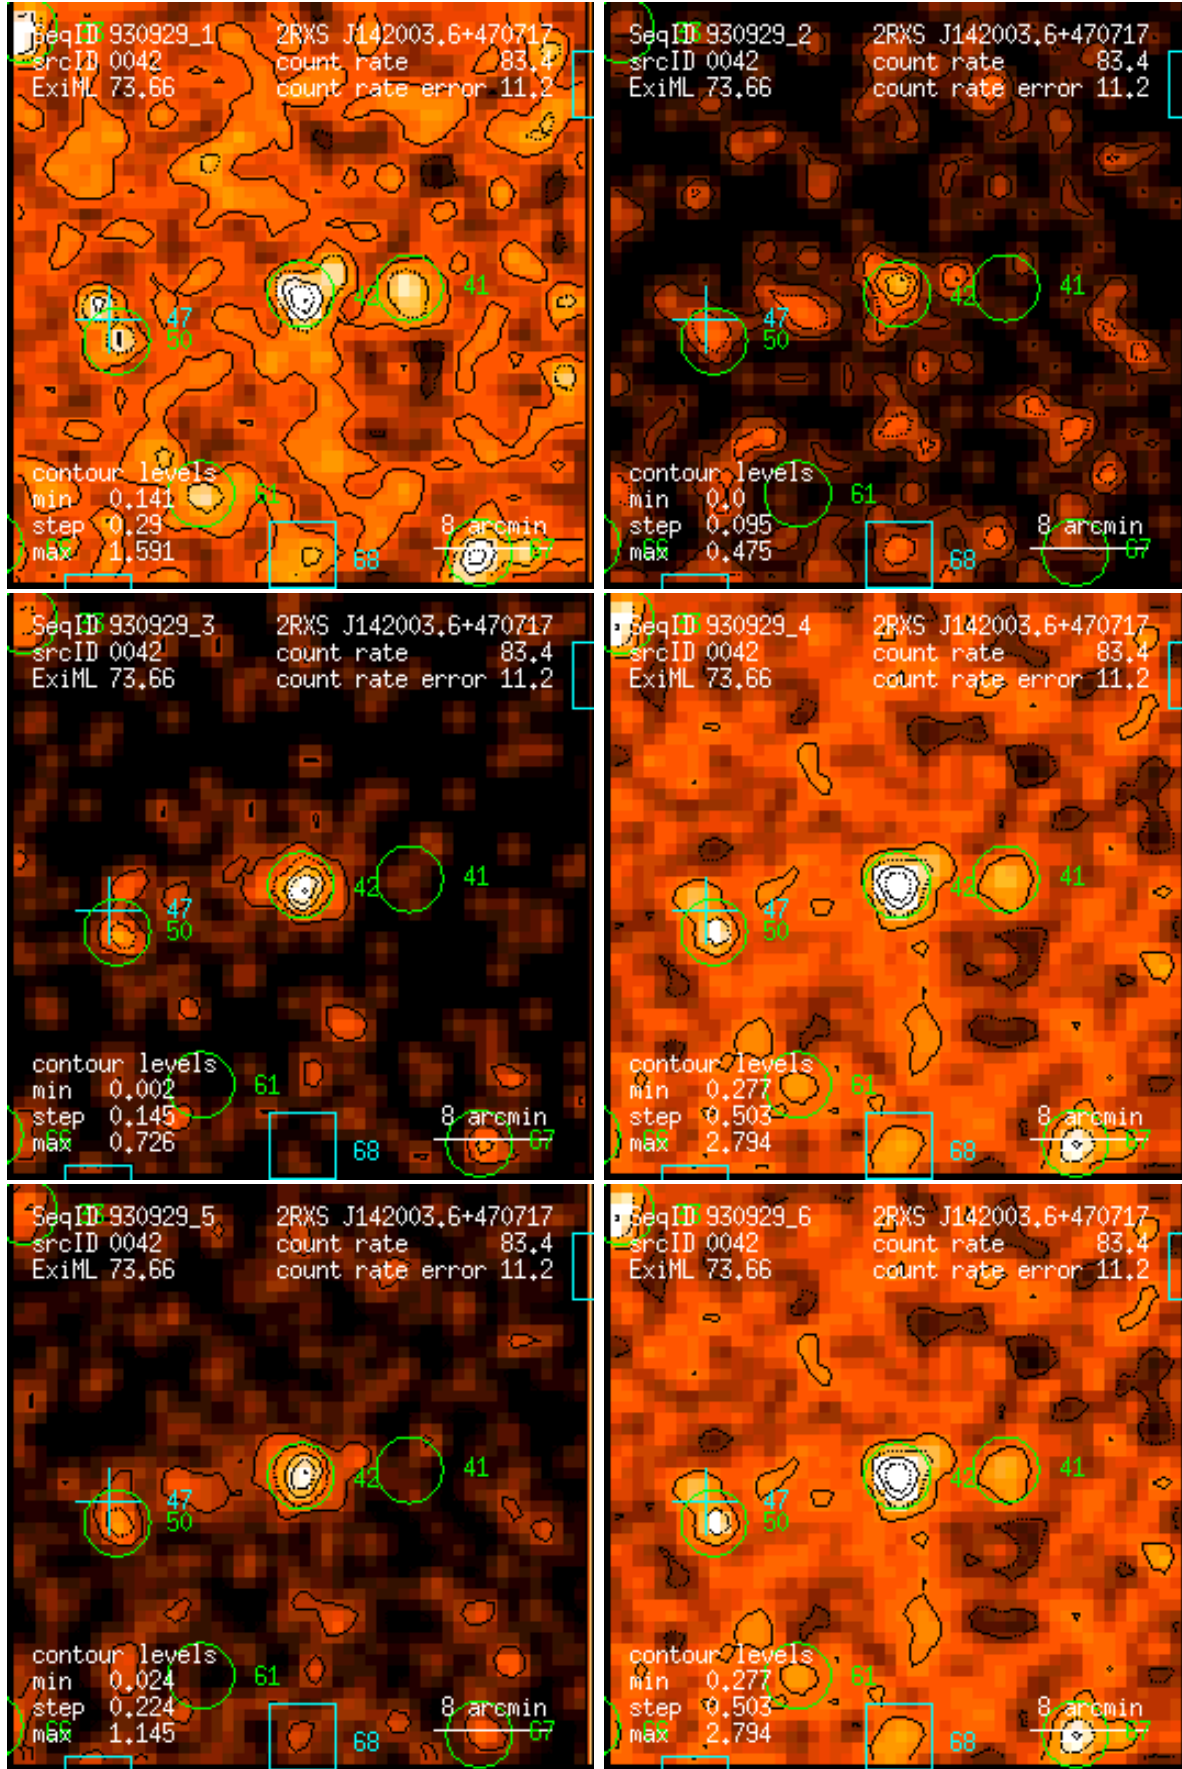 SeqID 930929_1 2RXS J142003.6+470717
srcID 0042 count rate 83.4
ExiML 73.66 count rate error 11.2
42
41
47
50
contour levels
min 0.141
61
step 0.29
8 arcmin
max 1.591
66
68
67
SeqID 930929_2 2RXS J142003.6+470717
srcID 0042 count rate 83.4
ExiML 73.66 count rate error 11.2
42
41
47
50
contour levels
min 0.0
61
step 0.095
8 arcmin
max 0.475
68
67
SeqID 930929_3 2RXS J142003.6+470717
srcID 0042 count rate 83.4
ExiML 73.66 count rate error 11.2
42
41
47
50
contour levels
min 0.002
61
step 0.145
8 arcmin
max 0.726
66
68
67
SeqID 930929_4 2RXS J142003.6+470717
srcID 0042 count rate 83.4
ExiML 73.66 count rate error 11.2
42
41
47
50
contour levels
min 0.277
61
step 0.503
8 arcmin
max 2.794
66
68
67
SeqID 930929_5 2RXS J142003.6+470717
srcID 0042 count rate 83.4
ExiML 73.66 count rate error 11.2
42
41
47
50
contour levels
min 0.024
61
step 0.224
8 arcmin
max 1.145
66
68
67
SeqID 930929_6 2RXS J142003.6+470717
srcID 0042 count rate 83.4
ExiML 73.66 count rate error 11.2
42
41
47
50
contour levels
min 0.277
61
step 0.503
8 arcmin
max 2.794
66
68
67